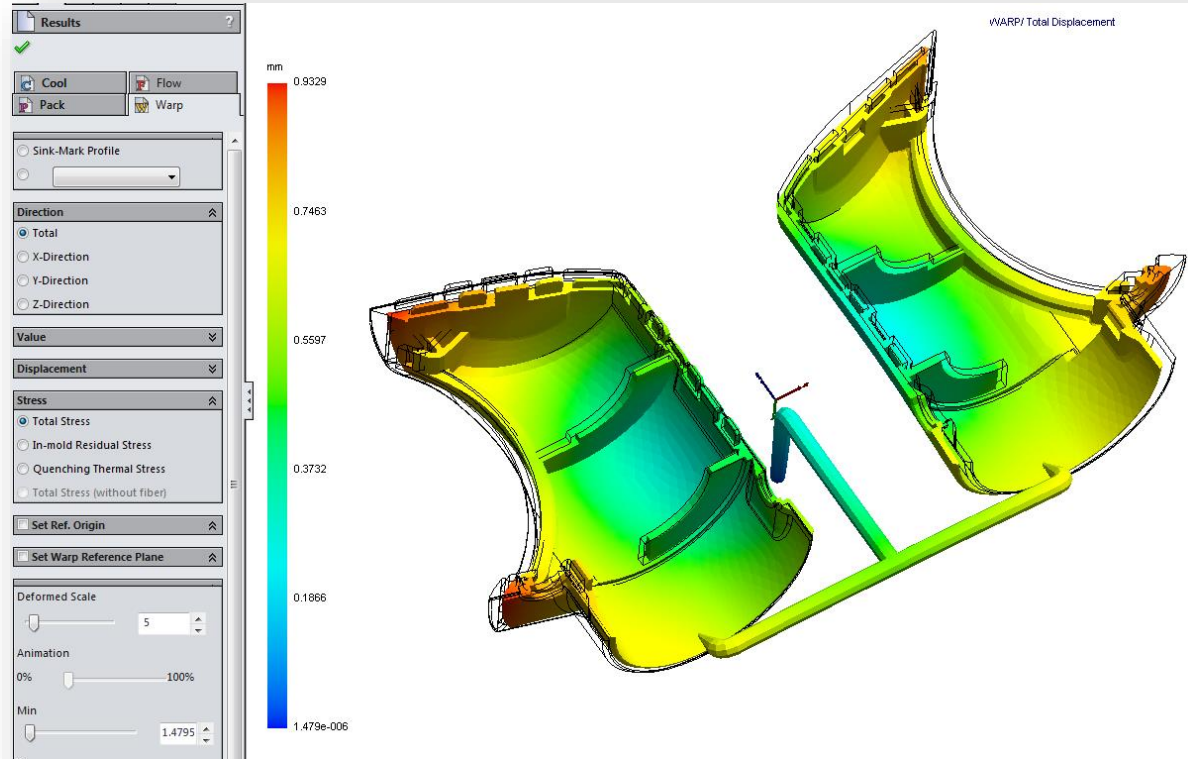 Results ?
Cool
Flow
Pack
Warp
Sink-Mark Profile
Direction
Total
X-Direction
Y-Direction
Z-Direction
Value
Displacement
Stress
Total Stress
In-mold Residual Stress
Quenching Thermal Stress
Total Stress (without fiber)
Set Ref. Origin
Set Warp Reference Plane
Deformed Scale
5
Animation
0% 100%
Min
1.4795
WARP/ Total Displacement
mm
0.9329
0.7463
0.5597
0.3732
0.1866
1.479e-006